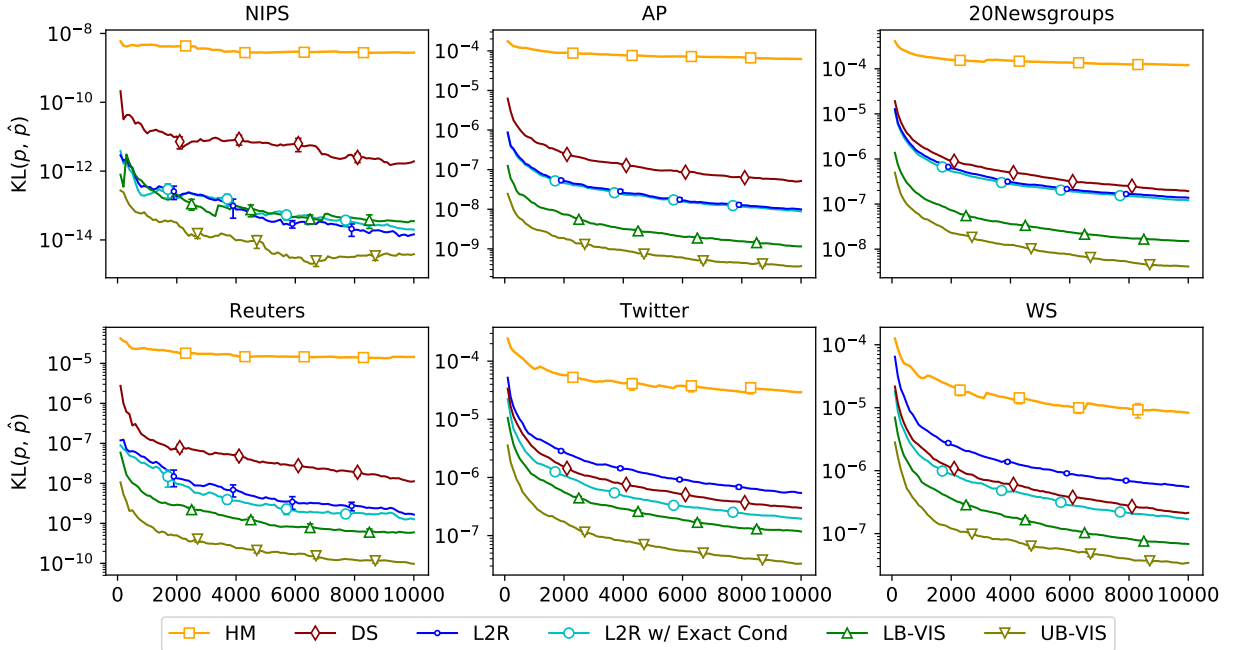 NIPS
AP
20Newsgroups
KL(p, p̂)
10⁻⁸
10⁻¹⁰
10⁻¹²
10⁻¹⁴
10⁻⁴
10⁻⁵
10⁻⁶
10⁻⁷
10⁻⁸
10⁻⁹
10⁻⁴
10⁻⁵
10⁻⁶
10⁻⁷
10⁻⁸
Reuters
Twitter
WS
KL(p, p̂)
10⁻⁵
10⁻⁶
10⁻⁷
10⁻⁸
10⁻⁹
10⁻¹⁰
10⁻⁴
10⁻⁵
10⁻⁶
10⁻⁷
10⁻⁴
10⁻⁵
10⁻⁶
10⁻⁷
0 2000 4000 6000 8000 10000
0 2000 4000 6000 8000 10000
0 2000 4000 6000 8000 10000
HM DS L2R L2R w/ Exact Cond LB-VIS UB-VIS